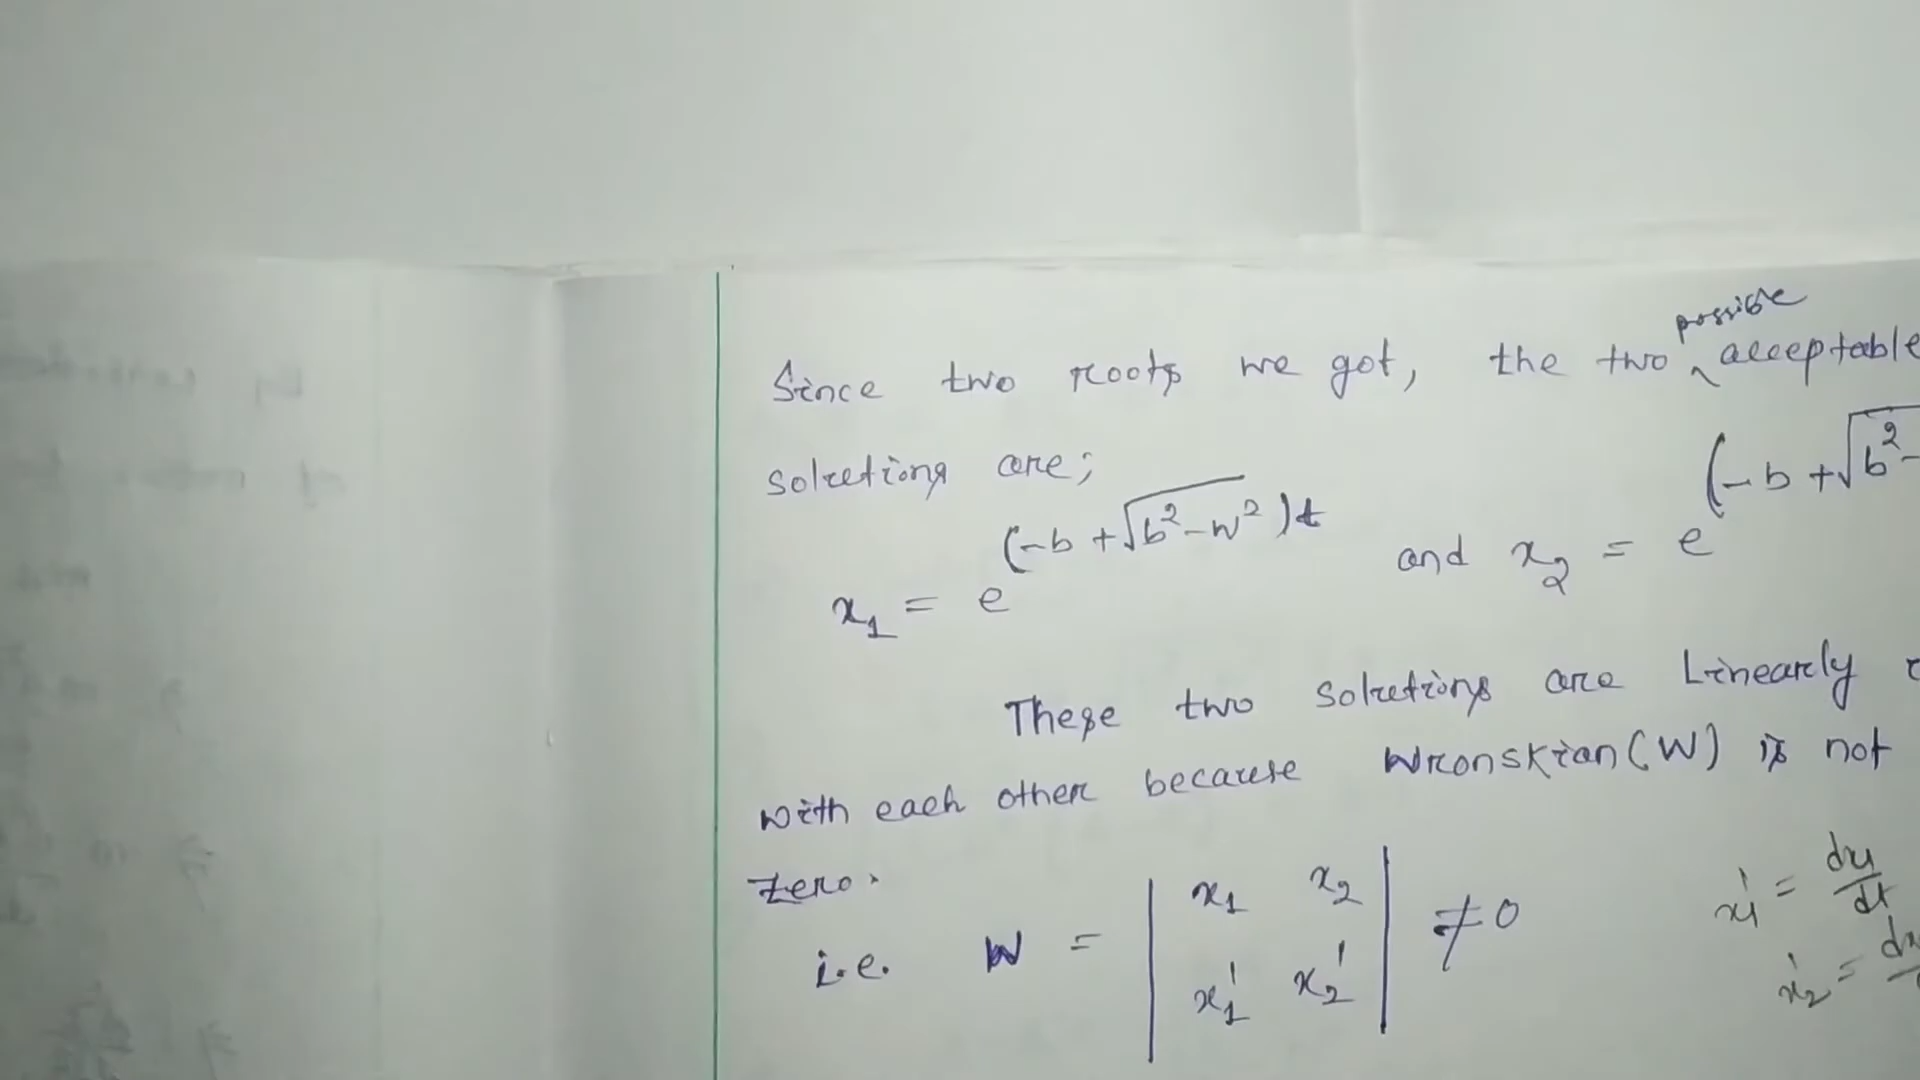 Since two roots we got, the two possible acceptable
solutions are;
x₁ = e^(-b + √(b² - w²))t and x₂ = e^(-b + √b² -
These two solutions are Linearly
with each other because Wronskian (W) is not
zero.
i.e. W = | x₁ x₂ | ≠ 0
| x₁' x₂' |
x₁' = dx₁/dt
x₂' =